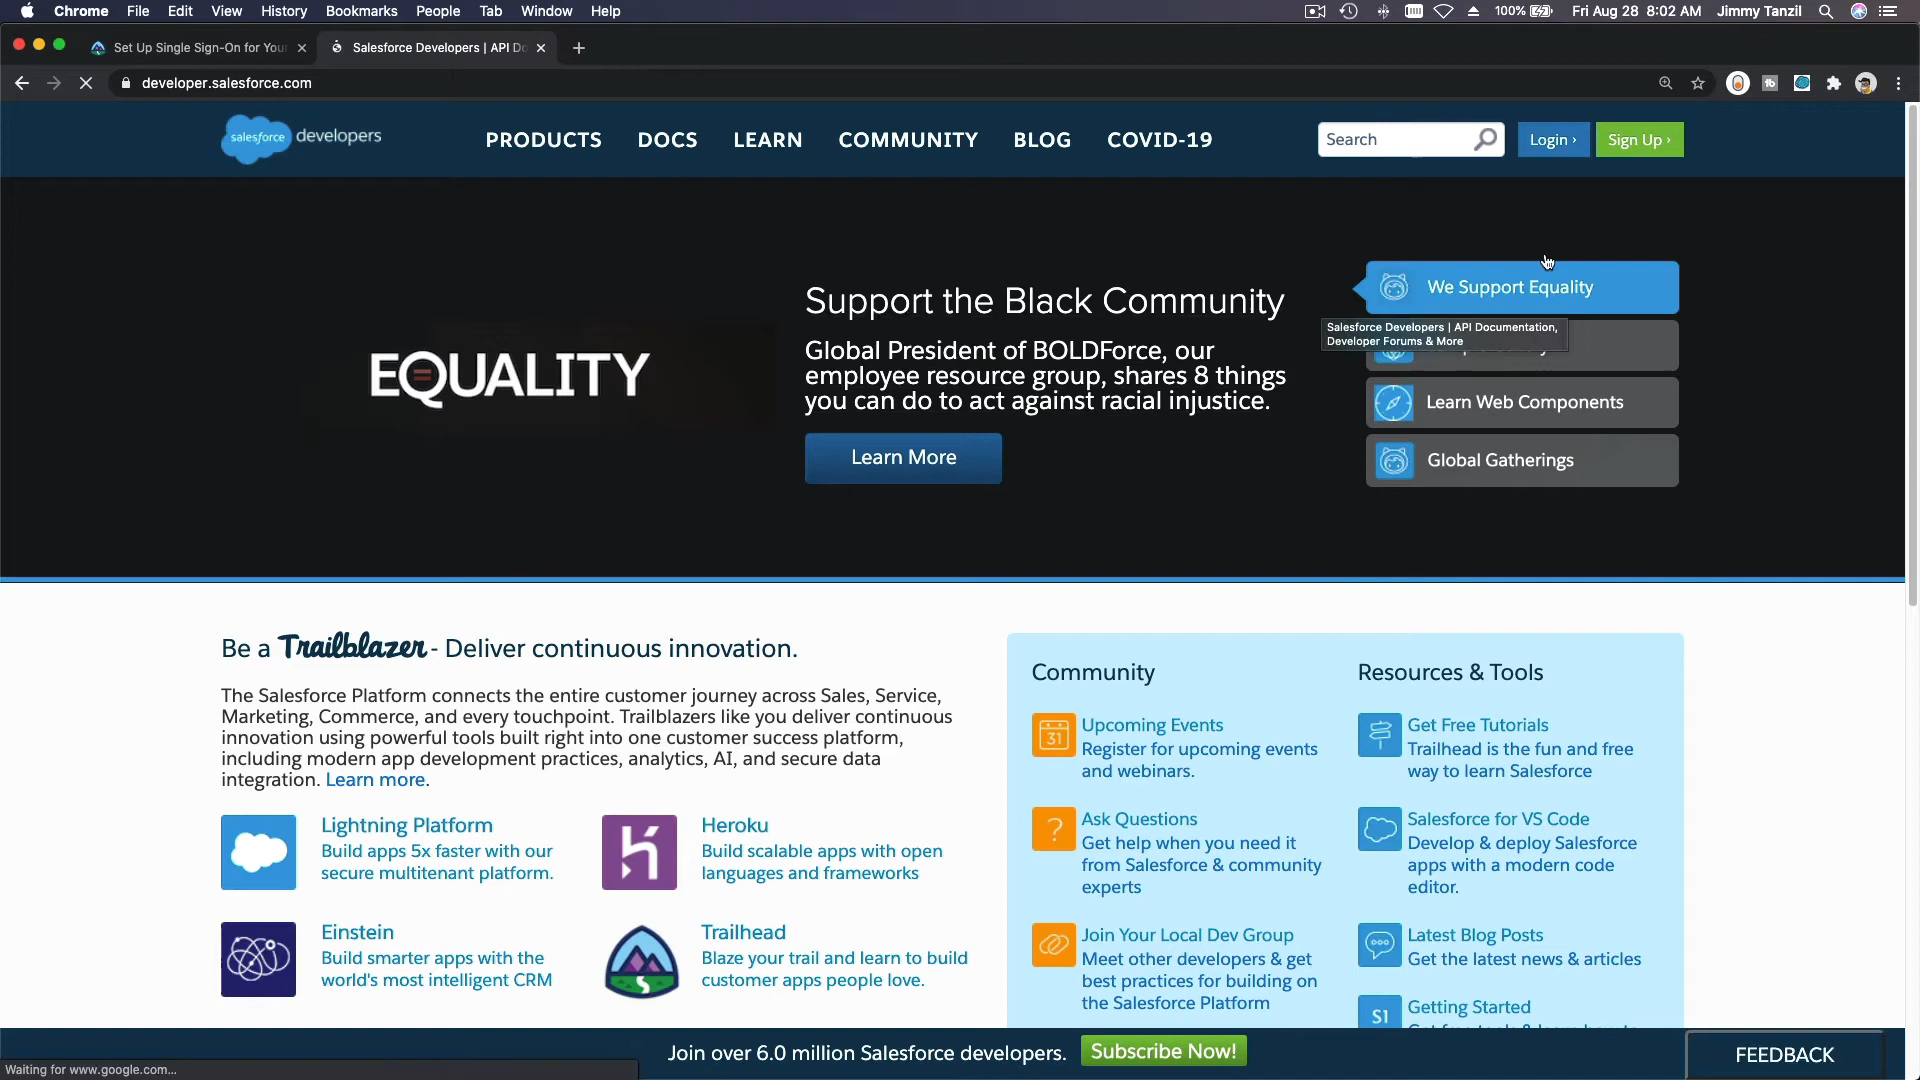 Chrome File Edit View History Bookmarks People Tab Window Help 100% Fri Aug 28 8:02 AM Jimmy Tanzil
Set Up Single Sign-On for Your
Salesforce Developers | API Do
developer.salesforce.com
salesforce developers
PRODUCTS DOCS LEARN COMMUNITY BLOG COVID-19
Search
Login ›
Sign Up ›
EQUALITY
Support the Black Community
Global President of BOLDForce, our
employee resource group, shares 8 things
you can do to act against racial injustice.
Learn More
We Support Equality
Salesforce Developers | API Documentation,
Developer Forums & More
Learn Web Components
Global Gatherings
Be a Trailblazer - Deliver continuous innovation.
The Salesforce Platform connects the entire customer journey across Sales, Service,
Marketing, Commerce, and every touchpoint. Trailblazers like you deliver continuous
innovation using powerful tools built right into one customer success platform,
including modern app development practices, analytics, AI, and secure data
integration. Learn more.
Lightning Platform
Build apps 5x faster with our
secure multitenant platform.
Heroku
Build scalable apps with open
languages and frameworks
Einstein
Build smarter apps with the
world's most intelligent CRM
Trailhead
Blaze your trail and learn to build
customer apps people love.
Community
31
Upcoming Events
Register for upcoming events
and webinars.
?
Ask Questions
Get help when you need it
from Salesforce & community
experts
Join Your Local Dev Group
Meet other developers & get
best practices for building on
the Salesforce Platform
Resources & Tools
Get Free Tutorials
Trailhead is the fun and free
way to learn Salesforce
Salesforce for VS Code
Develop & deploy Salesforce
apps with a modern code
editor.
Latest Blog Posts
Get the latest news & articles
S1
Getting Started
Join over 6.0 million Salesforce developers.
Subscribe Now!
FEEDBACK
Waiting for www.google.com...